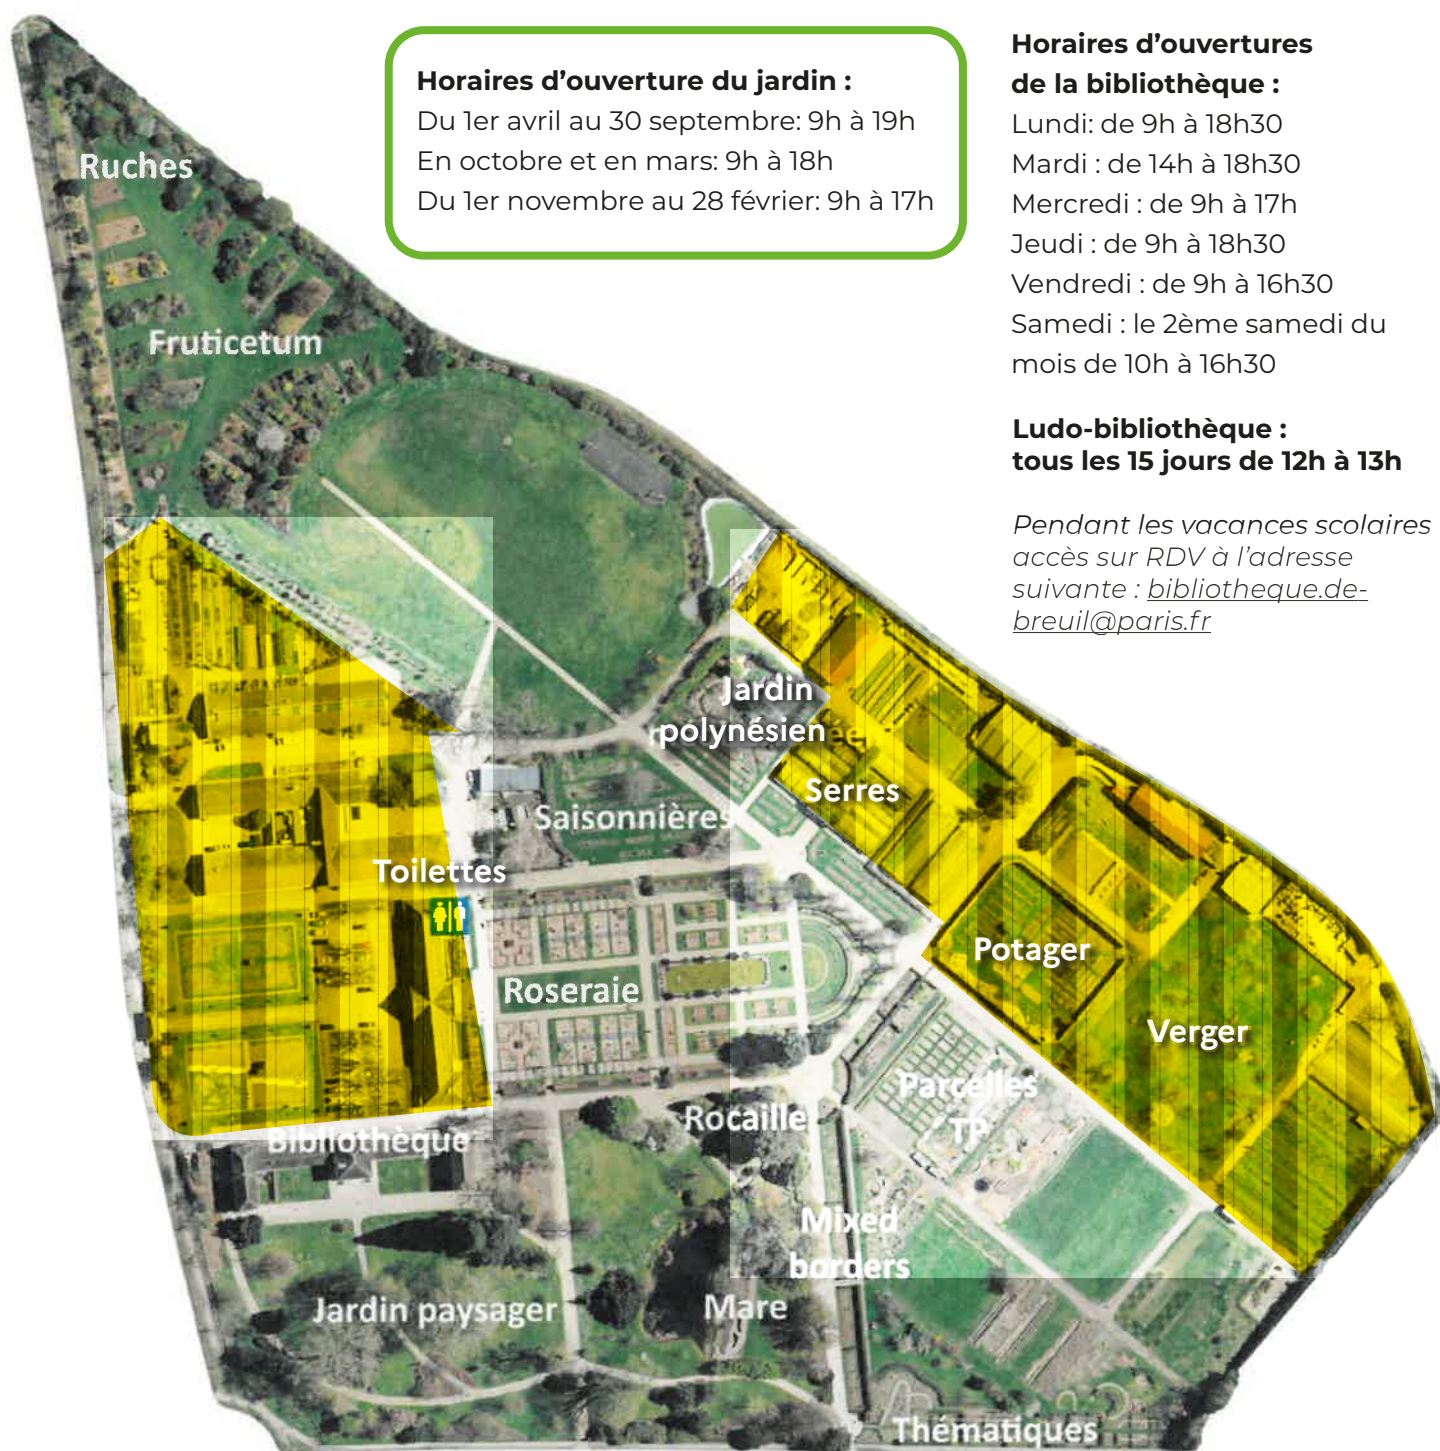 Horaires d'ouverture du jardin :
Du 1er avril au 30 septembre: 9h à 19h
En octobre et en mars: 9h à 18h
Du 1er novembre au 28 février: 9h à 17h
Horaires d'ouvertures
de la bibliothèque :
Lundi: de 9h à 18h30
Mardi : de 14h à 18h30
Mercredi : de 9h à 17h
Jeudi : de 9h à 18h30
Vendredi : de 9h à 16h30
Samedi : le 2ème samedi du
mois de 10h à 16h30
Ludo-bibliothèque :
tous les 15 jours de 12h à 13h
Pendant les vacances scolaires
accès sur RDV à l'adresse
suivante : bibliotheque.de-
breuil@paris.fr
Ruches
Fruticetum
Jardin
polynésien
Serres
Saisonnières
Toilettes
Potager
Roseraie
Verger
Parcelles
TP
Rocaille
Bibliothèque
Mixed
borders
Jardin paysager
Mare
Thématiques